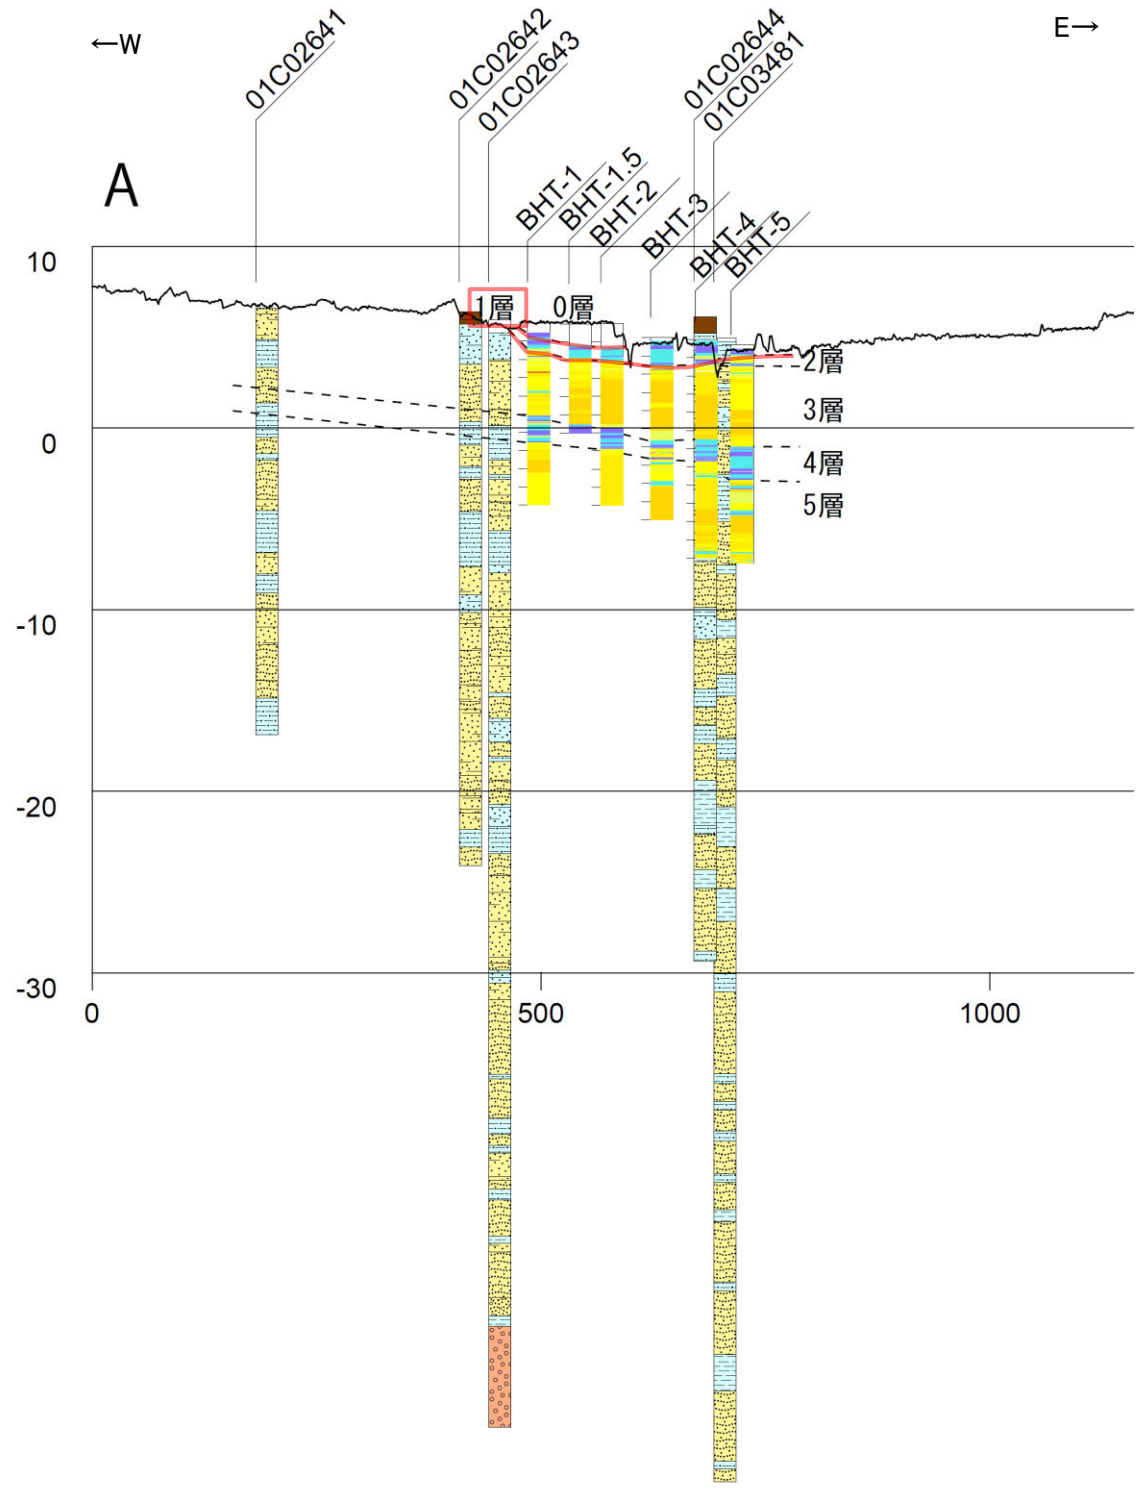 ←W
E→
01C02641
01C02642
01C02643
01C02644
01C03481
A
BHT-1
BHT-1.5
BHT-2
BHT-3
BHT-4
BHT-5
10
1層
0層
2層
3層
0
4層
5層
-10
-20
-30
0
500
1000